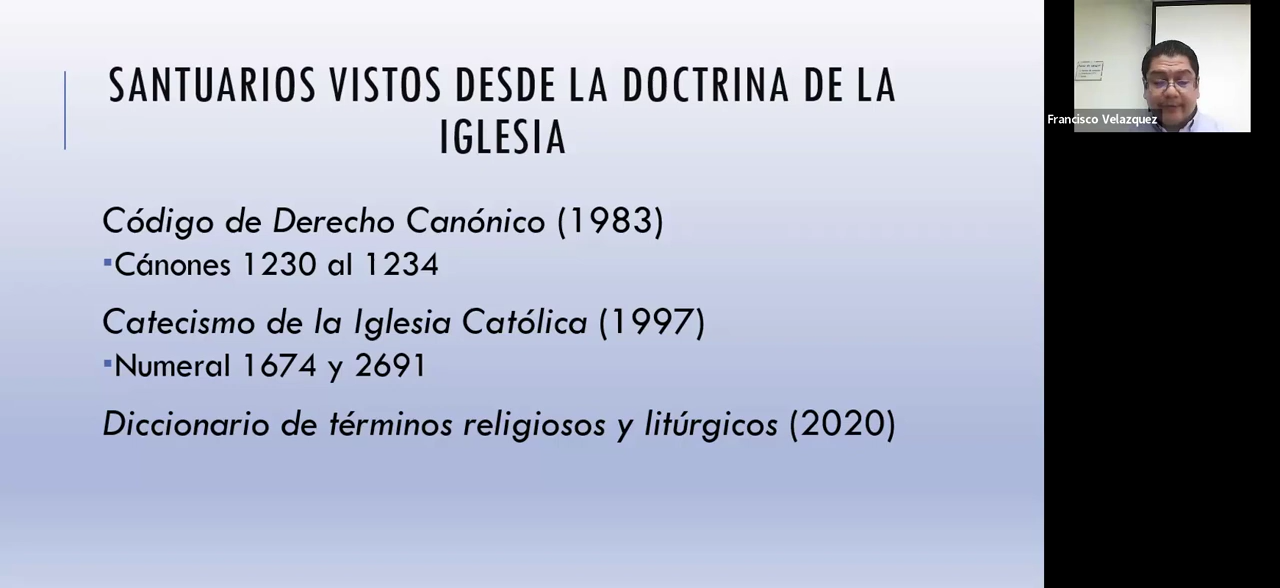 SANTUARIOS VISTOS DESDE LA DOCTRINA DE LA
IGLESIA
Código de Derecho Canónico (1983)
▪Cánones 1230 al 1234
Catecismo de la Iglesia Católica (1997)
▪Numeral 1674 y 2691
Diccionario de términos religiosos y litúrgicos (2020)
Francisco Velazquez